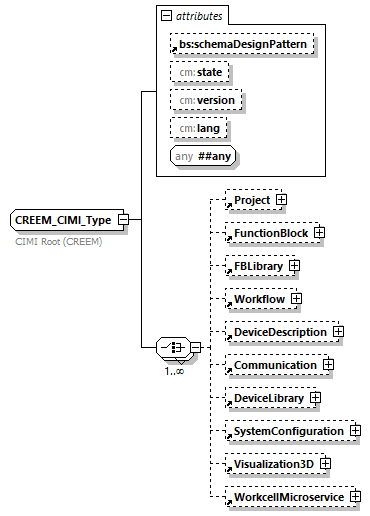 attributes
bs:schemaDesignPattern
cm:state
cm:version
cm:lang
any ##any
CREEM_CIMI_Type
CIMI Root (CREEM)
1..∞
Project
FunctionBlock
FBLibrary
Workflow
DeviceDescription
Communication
DeviceLibrary
SystemConfiguration
Visualization3D
WorkcellMicroservice